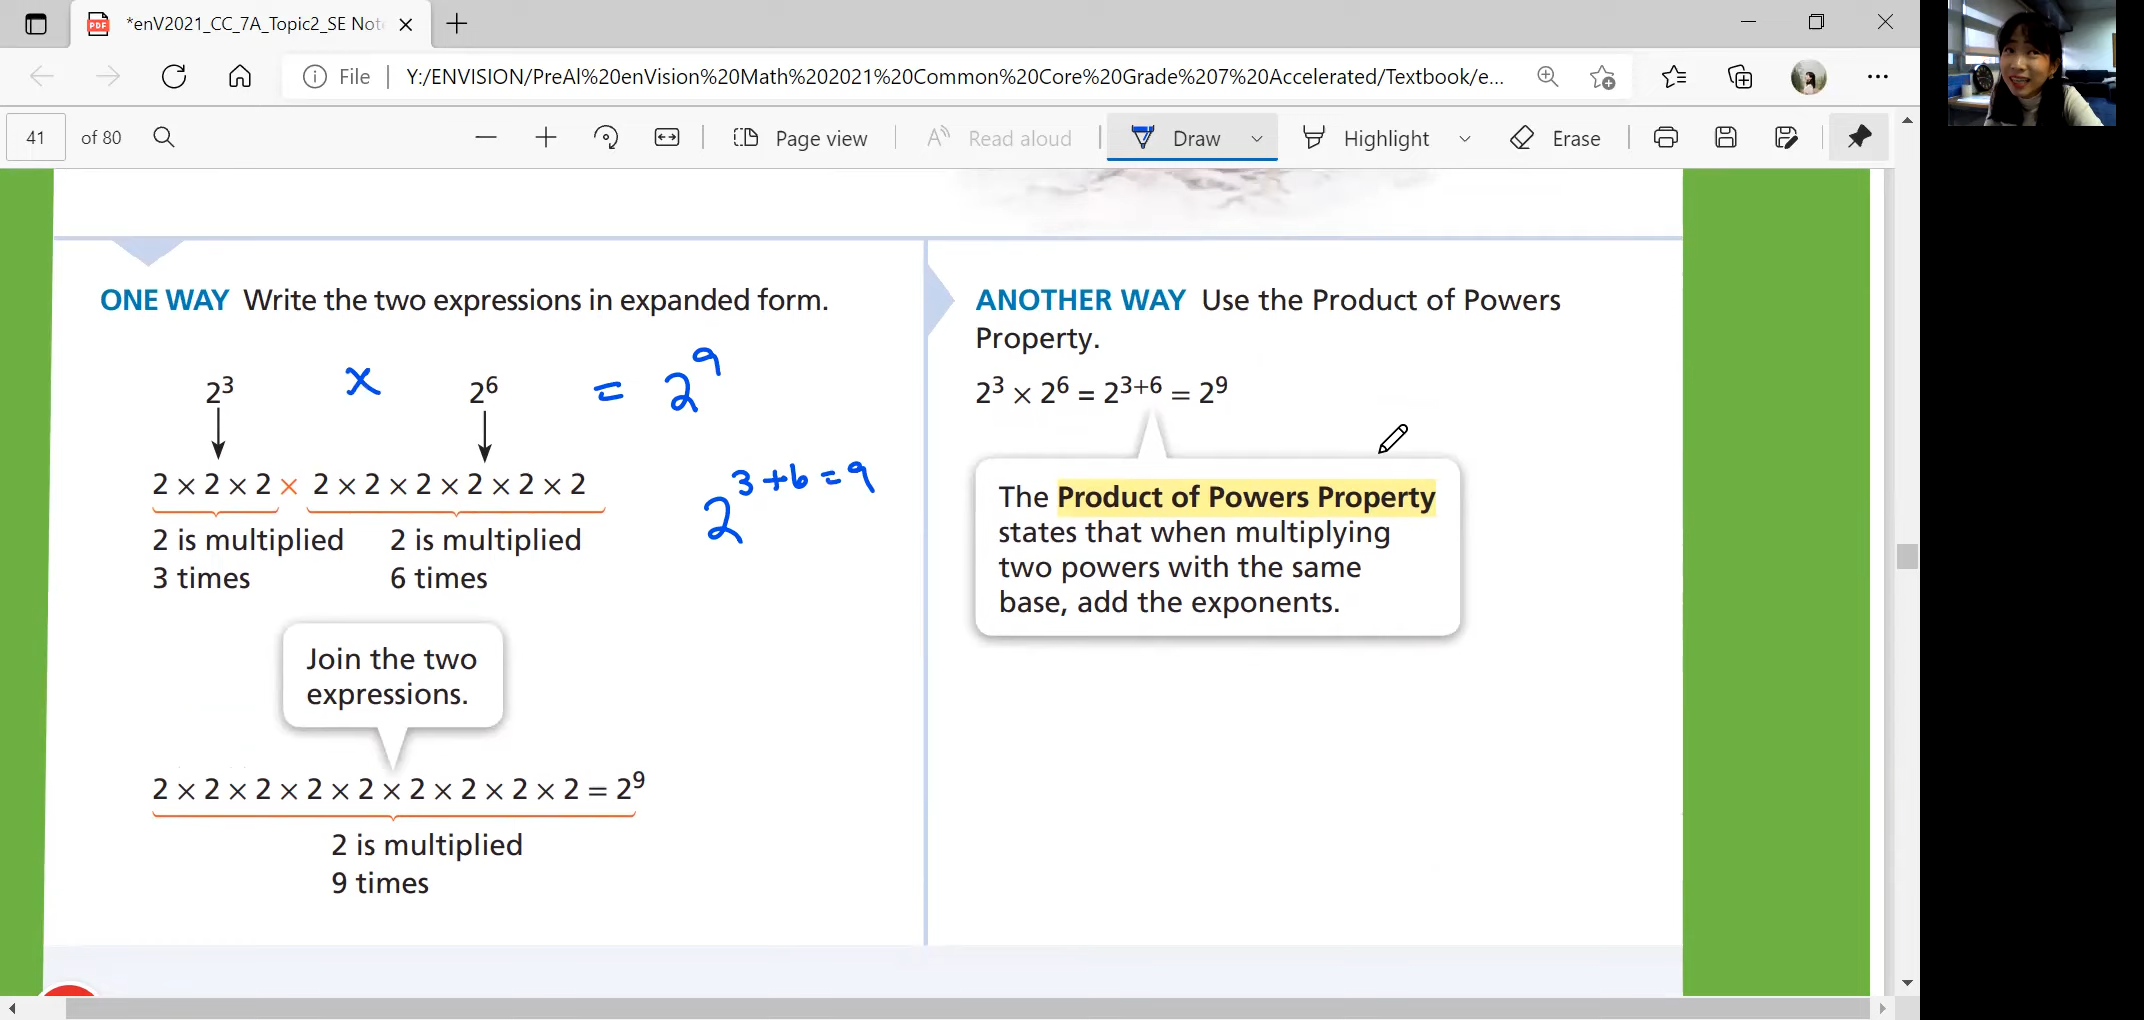 *enV2021_CC_7A_Topic2_SE Not
File Y:/ENVISION/PreAl%20enVision%20Math%202021%20Common%20Core%20Grade%207%20Accelerated/Textbook/e...
41 of 80 Page view Read aloud Draw Highlight Erase
ONE WAY Write the two expressions in expanded form.
2³ x 2⁶ = 2⁹
2 × 2 × 2 × 2 × 2 × 2 × 2 × 2 × 2
2^3+6=9
2 is multiplied 2 is multiplied
3 times 6 times
Join the two
expressions.
2 × 2 × 2 × 2 × 2 × 2 × 2 × 2 × 2 = 2⁹
2 is multiplied
9 times
ANOTHER WAY Use the Product of Powers
Property.
2³ × 2⁶ = 2³⁺⁶ = 2⁹
The Product of Powers Property
states that when multiplying
two powers with the same
base, add the exponents.